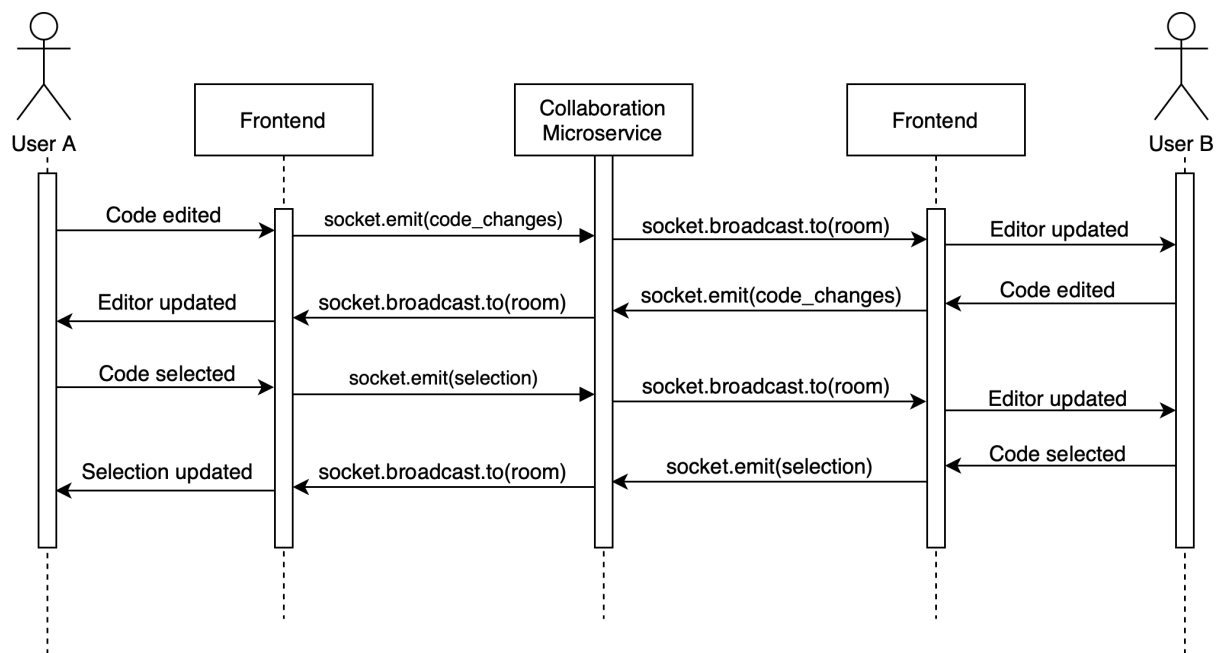 User A
Frontend
Collaboration
Microservice
Frontend
User B
Code edited
socket.emit(code_changes)
socket.broadcast.to(room)
Editor updated
Editor updated
socket.broadcast.to(room)
socket.emit(code_changes)
Code edited
Code selected
socket.emit(selection)
socket.broadcast.to(room)
Editor updated
Selection updated
socket.broadcast.to(room)
socket.emit(selection)
Code selected